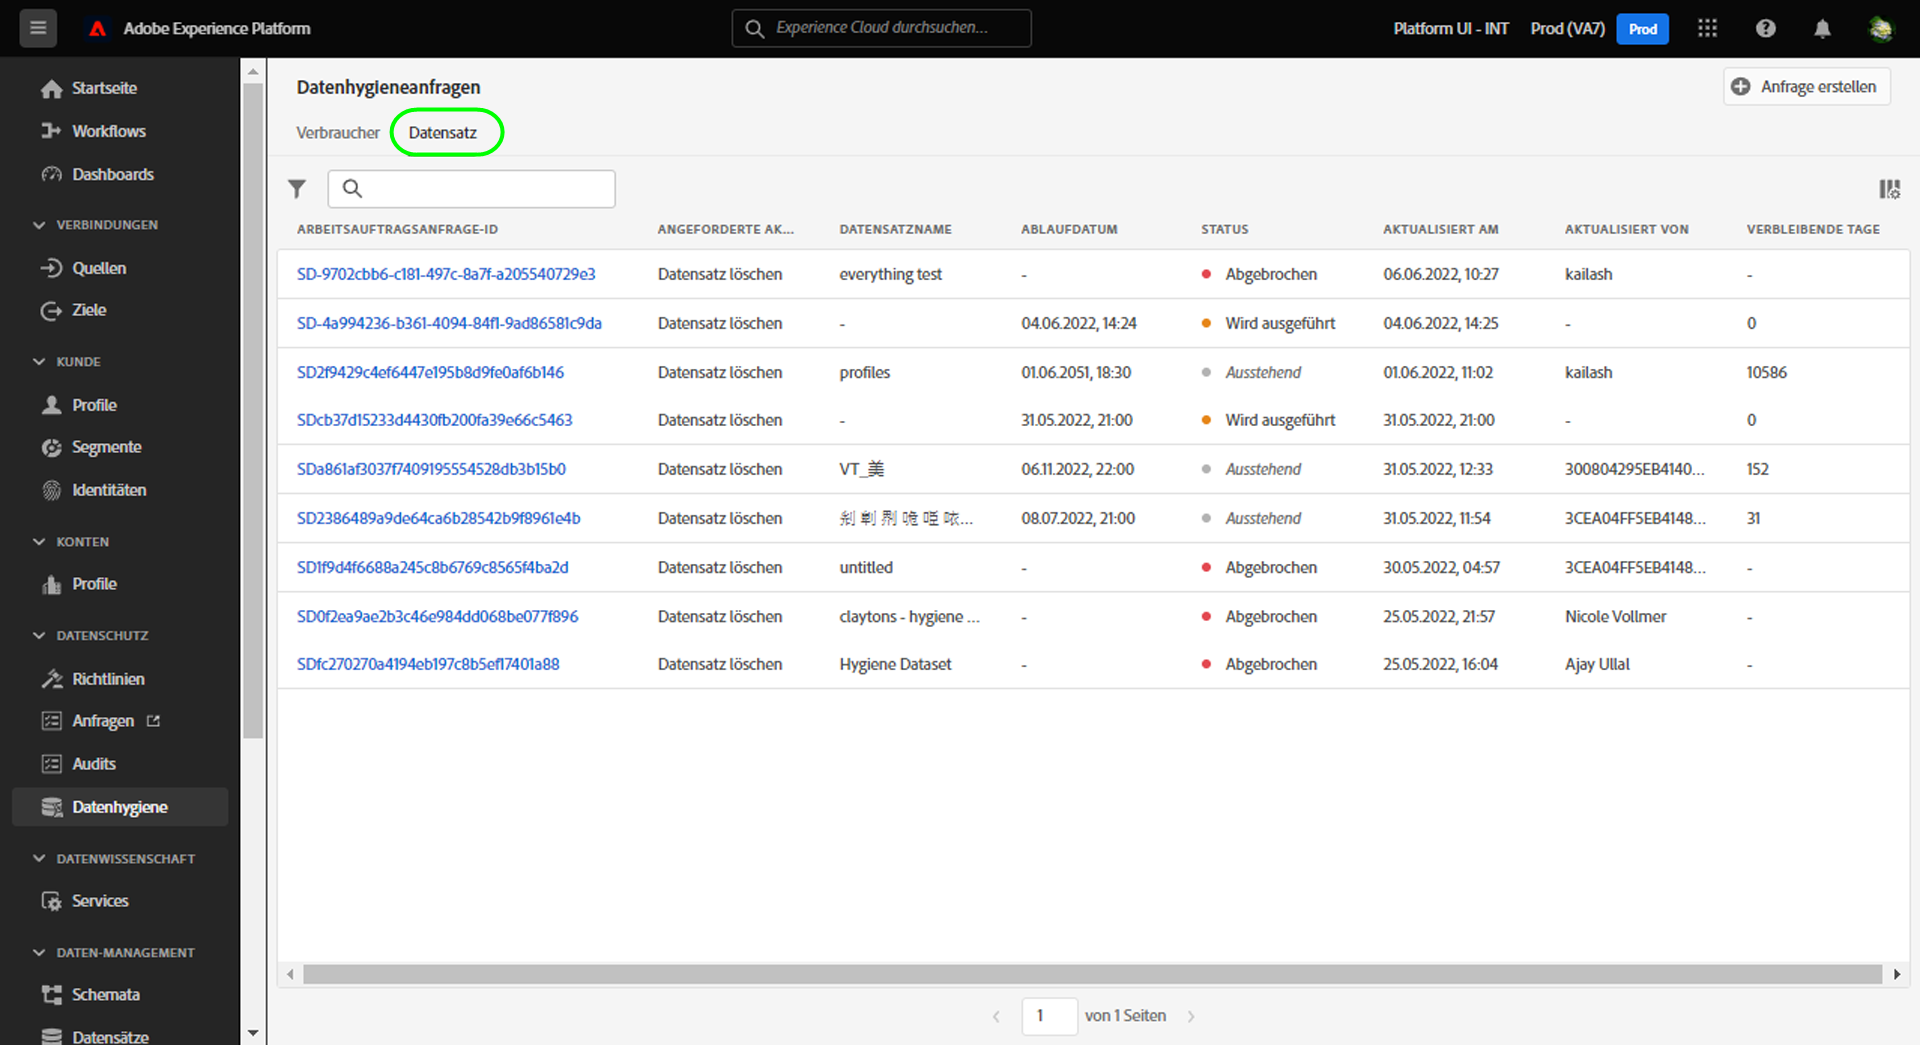 Adobe Experience Platform
Experience Cloud durchsuchen...
Platform UI - INT
Prod (VA7)
Prod
Startseite
Workflows
Dashboards
VERBINDUNGEN
Quellen
Ziele
KUNDE
Profile
Segmente
Identitäten
KONTEN
Profile
DATENSCHUTZ
Richtlinien
Anfragen
Audits
Datenhygiene
DATENWISSENSCHAFT
Services
DATEN-MANAGEMENT
Schemata
Datensätze
Datenhygieneanfragen
Anfrage erstellen
Verbraucher Datensatz
ARBEITSAUFTRAGSANFRAGE-ID ANGEFORDERTE AK... DATENSATZNAME ABLAUFDATUM STATUS AKTUALISIERT AM AKTUALISIERT VON VERBLEIBENDE TAGE
SD-9702cbb6-c181-497c-8a7f-a205540729e3 Datensatz löschen everything test - Abgebrochen 06.06.2022, 10:27 kailash -
SD-4a994236-b361-4094-84f1-9ad86581c9da Datensatz löschen - 04.06.2022, 14:24 Wird ausgeführt 04.06.2022, 14:25 - 0
SD2f9429c4ef6447e195b8d9fe0af6b146 Datensatz löschen profiles 01.06.2051, 18:30 Ausstehend 01.06.2022, 11:02 kailash 10586
SDcb37d15233d4430fb200fa39e66c5463 Datensatz löschen - 31.05.2022, 21:00 Wird ausgeführt 31.05.2022, 21:00 - 0
SDa861af3037f7409195554528db3b15b0 Datensatz löschen VT_美 06.11.2022, 22:00 Ausstehend 31.05.2022, 12:33 300804295EB4140... 152
SD2386489a9de64ca6b28542b9f8961e4b Datensatz löschen 08.07.2022, 21:00 Ausstehend 31.05.2022, 11:54 3CEA04FF5EB4148... 31
SD1f9d4f6688a245c8b6769c8565f4ba2d Datensatz löschen untitled - Abgebrochen 30.05.2022, 04:57 3CEA04FF5EB4148... -
SD0f2ea9ae2b3c46e984dd068be077f896 Datensatz löschen claytons - hygiene ... - Abgebrochen 25.05.2022, 21:57 Nicole Vollmer -
SDfc270270a4194eb197c8b5ef17401a88 Datensatz löschen Hygiene Dataset - Abgebrochen 25.05.2022, 16:04 Ajay Ullal -
1 von 1 Seiten